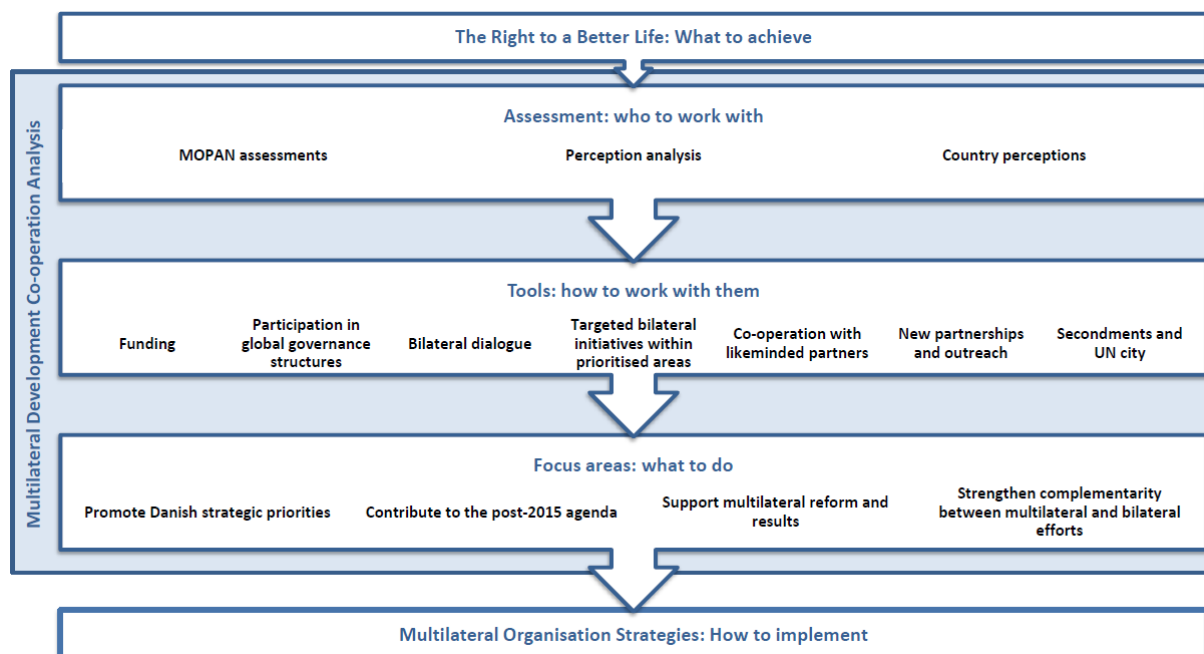 The Right to a Better Life: What to achieve
Multilateral Development Co-operation Analysis
Assessment: who to work with
MOPAN assessments
Perception analysis
Country perceptions
Tools: how to work them
Funding
Participation in
global governance
structures
Bilateral dialogue
Targeted bilateral
initiatives within
prioritised areas
Co-operation with
likeminded partners
New partnerships
and outreach
Secondments and
UN city
Focus areas: what to do
Promote Danish strategic priorities
Contribute to the post-2015 agenda
Support multilateral reform and
results
Strengthen complementarity
between multilateral and bilateral
efforts
Multilateral Organisation Strategies: How to implement